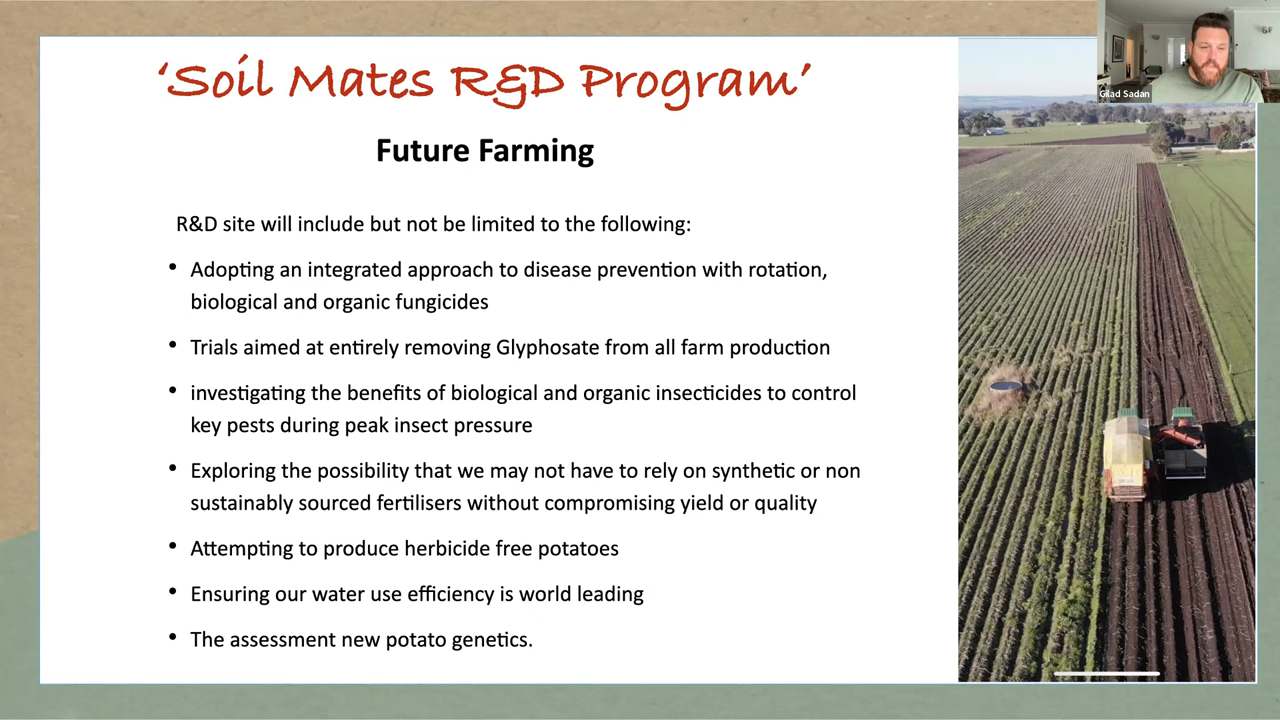 ‘Soil Mates R&D Program’
Gilad Sadan
Future Farming
R&D site will include but not be limited to the following:
• Adopting an integrated approach to disease prevention with rotation,
biological and organic fungicides
• Trials aimed at entirely removing Glyphosate from all farm production
• investigating the benefits of biological and organic insecticides to control
key pests during peak insect pressure
• Exploring the possibility that we may not have to rely on synthetic or non
sustainably sourced fertilisers without compromising yield or quality
• Attempting to produce herbicide free potatoes
• Ensuring our water use efficiency is world leading
• The assessment new potato genetics.